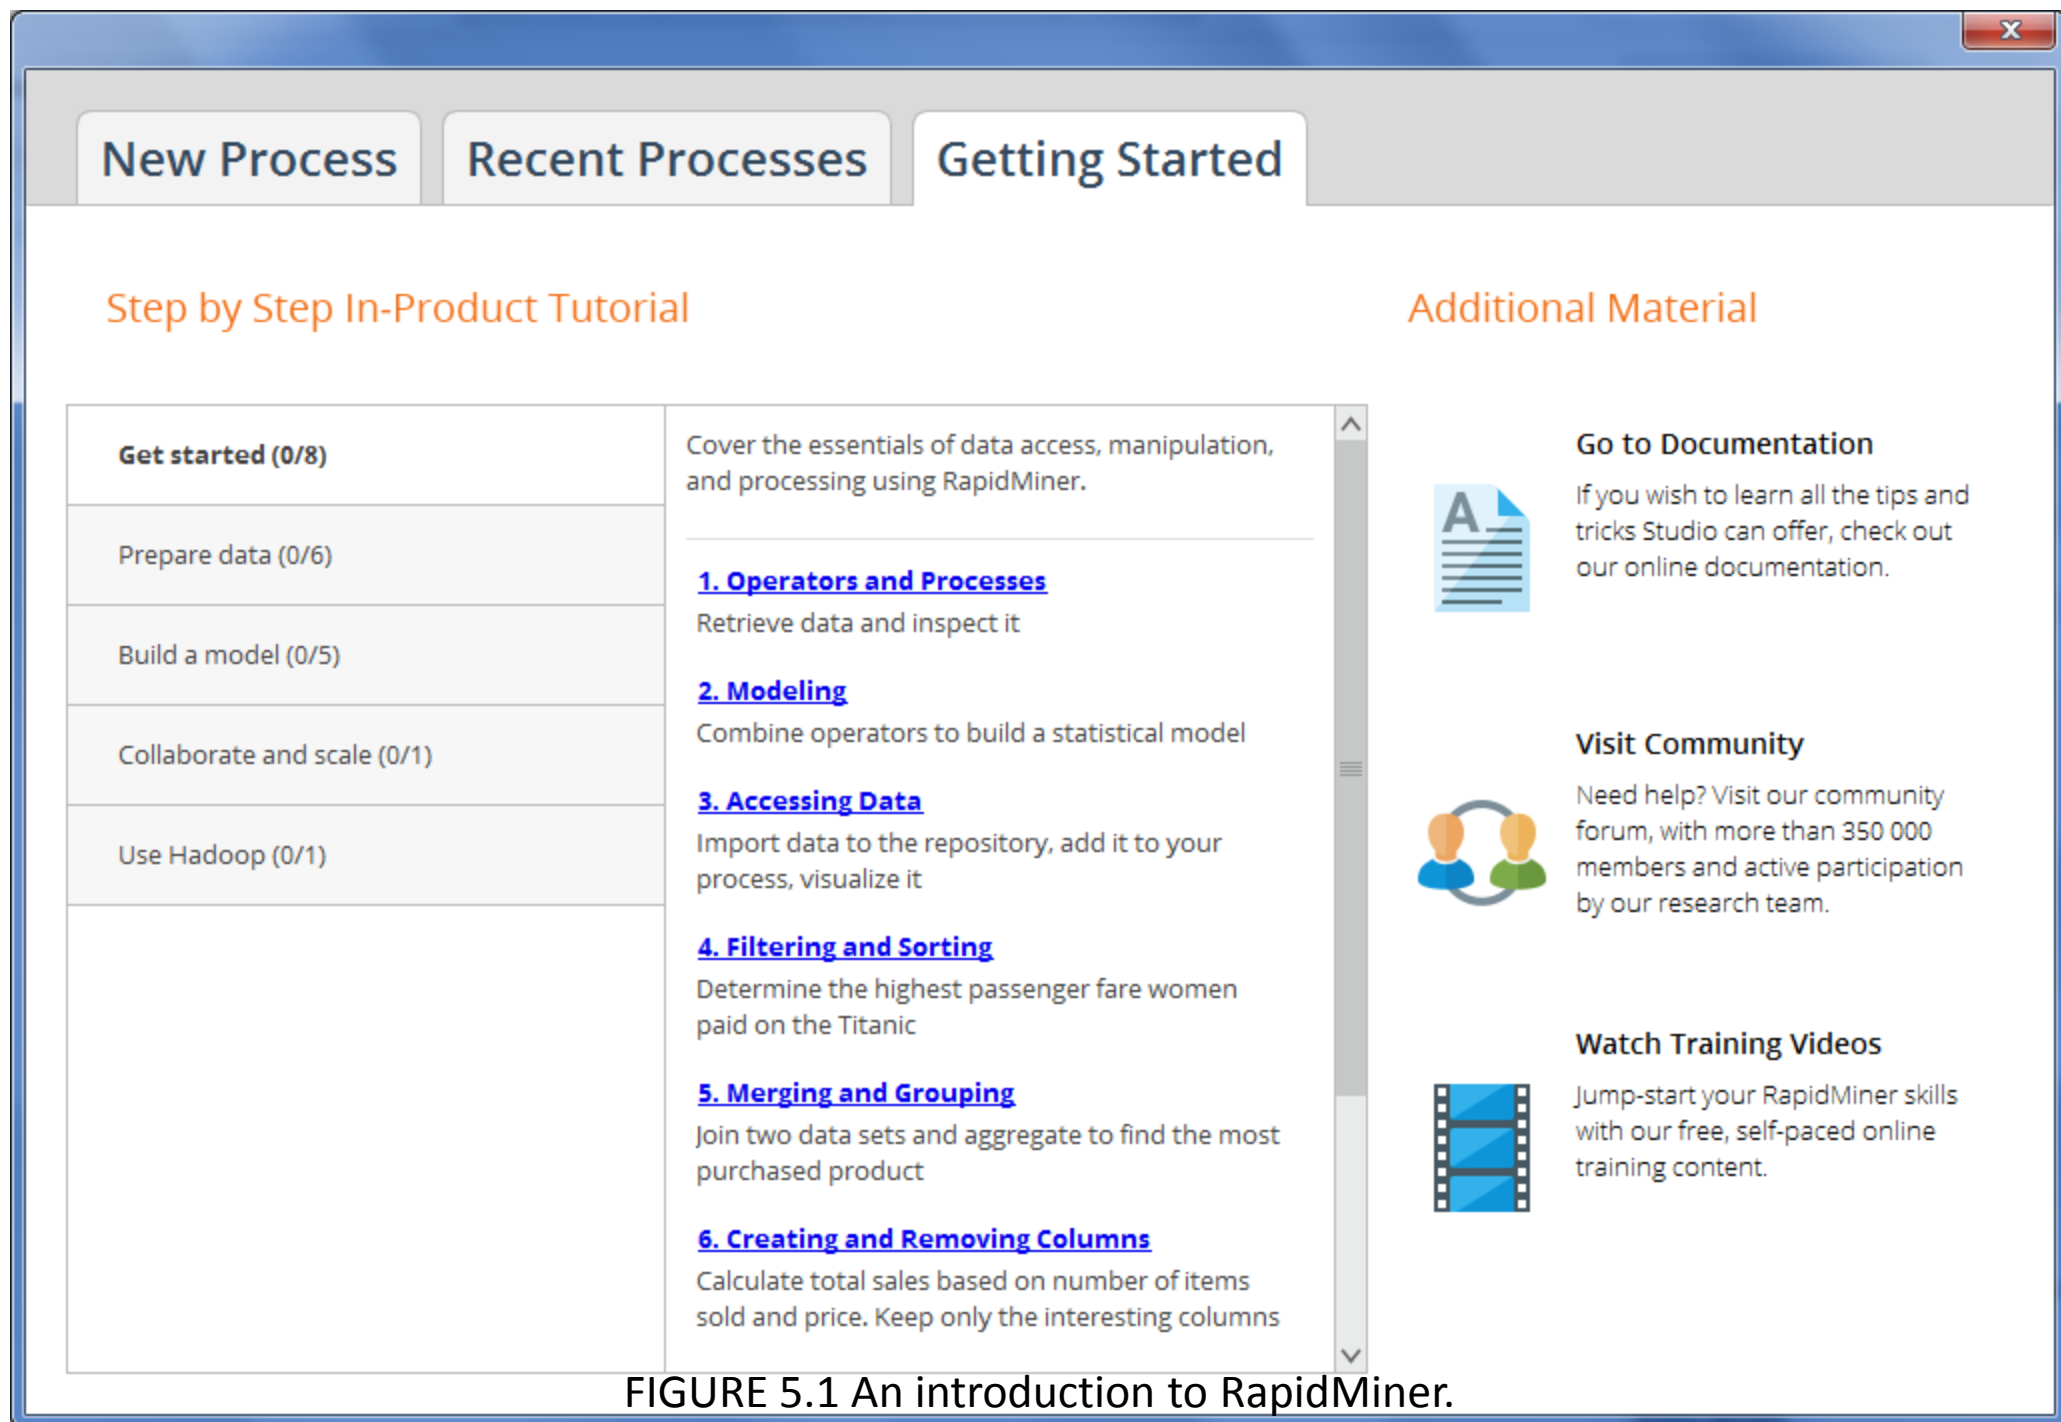 x
New Process
Recent Processes
Getting Started
Step by Step In-Product Tutorial
Get started (0/8)
Prepare data (0/6)
Build a model (0/5)
Collaborate and scale (0/1)
Use Hadoop (0/1)
Cover the essentials of data access, manipulation,
and processing using RapidMiner.
1. Operators and Processes
Retrieve data and inspect it
2. Modeling
Combine operators to build a statistical model
3. Accessing Data
Import data to the repository, add it to your
process, visualize it
4. Filtering and Sorting
Determine the highest passenger fare women
paid on the Titanic
5. Merging and Grouping
Join two data sets and aggregate to find the most
purchased product
6. Creating and Removing Columns
Calculate total sales based on number of items
sold and price. Keep only the interesting columns
Additional Material
A
Go to Documentation
If you wish to learn all the tips and
tricks Studio can offer, check out
our online documentation.
Visit Community
Need help? Visit our community
forum, with more than 350 000
members and active participation
by our research team.
Watch Training Videos
Jump-start your RapidMiner skills
with our free, self-paced online
training content.
FIGURE 5.1 An introduction to RapidMiner.